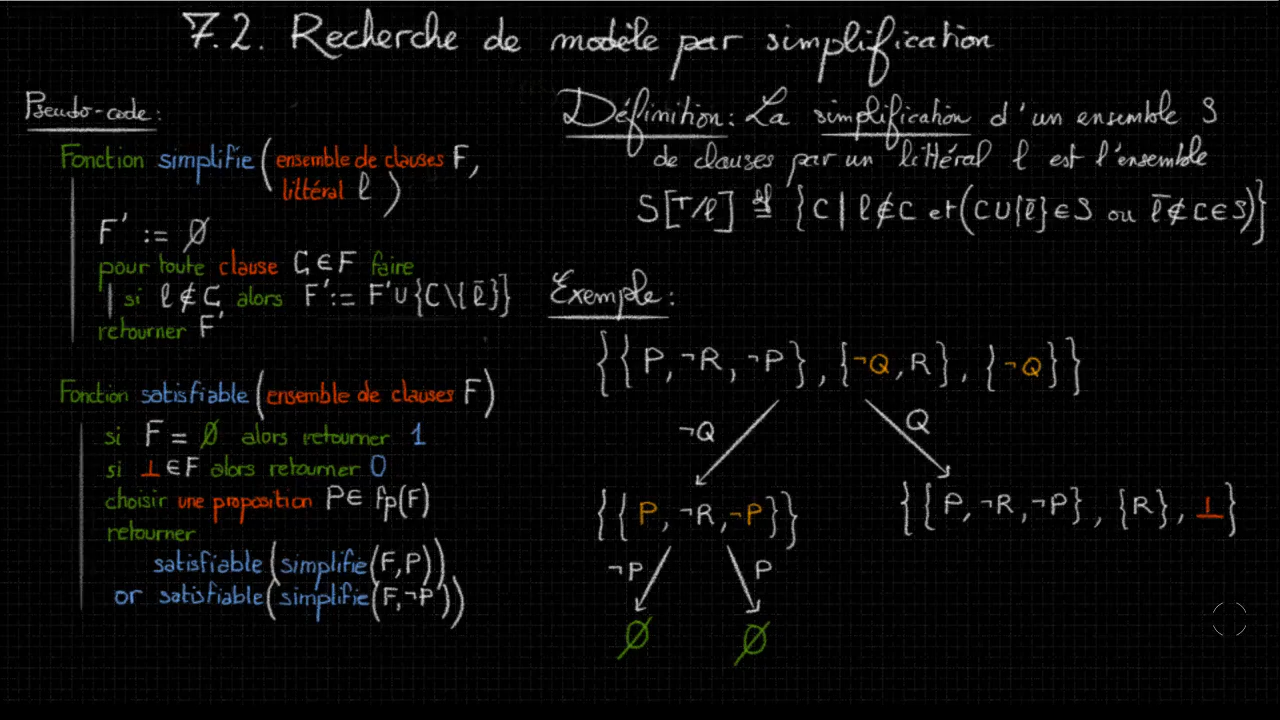 7.2. Recherche de modèle par simplification
Pseudo-code:
Fonction simplifie (ensemble de clauses F,
littéral l)
F' := ∅
pour toute clause C ∈ F faire
si l ∉ C alors F' := F' ∪ {C \ {l̄}}
retourner F'
Fonction satisfiable (ensemble de clauses F)
si F = ∅ alors retourner 1
si ⊥ ∈ F alors retourner 0
choisir une proposition P ∈ fp(F)
retourner
satisfiable (simplifie (F, P))
or satisfiable (simplifie (F, ¬P))
Définition: La simplification d'un ensemble S
de clauses par un littéral l est l'ensemble
S[⊤/l] ≝ {C | l ∉ C et (C ∪ {l̄} ∈ S ou l̄ ∉ C ∈ S)}
Exemple:
{{P, ¬R, ¬P}, {¬Q, R}, {¬Q}}
¬Q Q
{{P, ¬R, ¬P}} {{P, ¬R, ¬P}, {R}, ⊥}
¬P P
∅ ∅